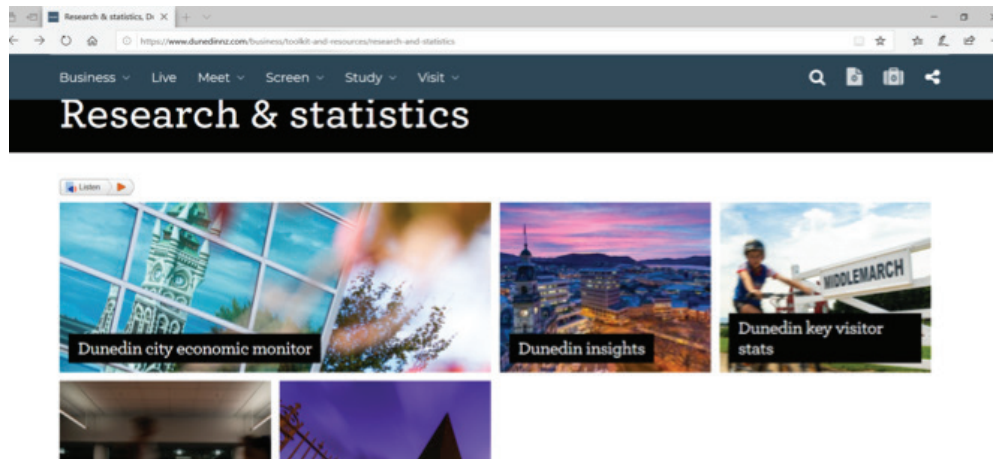 Research & statistics, Du
https://www.dunedinnz.com/business/toolkit-and-resources/research-and-statistics
Business Live Meet Screen Study Visit
Research & statistics
Listen
MIDDLEMARCH
Dunedin city economic monitor
Dunedin insights
Dunedin key visitor
stats